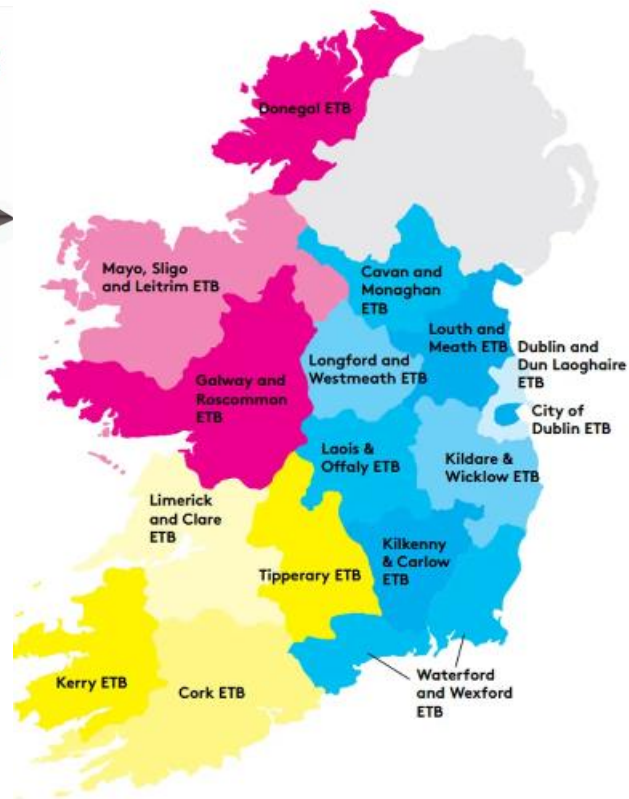 Donegal ETB
Mayo, Sligo
and Leitrim ETB
Cavan and
Monaghan
ETB
Louth and
Meath ETB
Dublin and
Dun Laoghaire
ETB
Longford and
Westmeath ETB
Galway and
Roscommon
ETB
City of
Dublin ETB
Laois &
Offaly ETB
Kildare &
Wicklow ETB
Limerick
and Clare
ETB
Kilkenny
& Carlow
ETB
Tipperary ETB
Waterford
and Wexford
ETB
Kerry ETB
Cork ETB